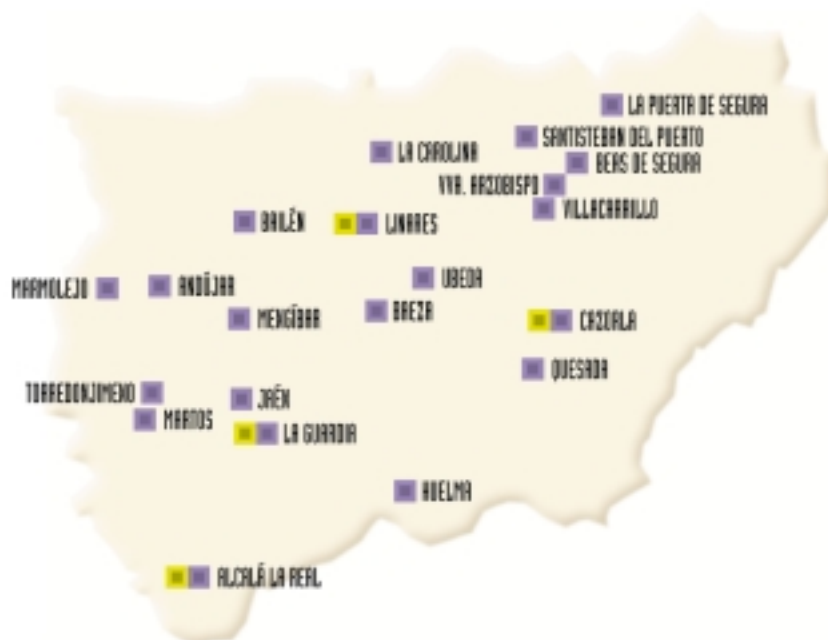 LA PUERTA DE SEGURA
SANTISTEBAN DEL PUERTO
LA CAROLINA
BEAS DE SEGURA
VVA. ARZOBISPO
VILLACARRILLO
BAILÉN
LINARES
UBEDA
MARMOLEJO
ANDÚJAR
BAEZA
MENGÍBAR
CAZORLA
QUESADA
TORREDONJIMENO
JAÉN
MARTOS
LA GUARDIA
HUELMA
ALCALÁ LA REAL